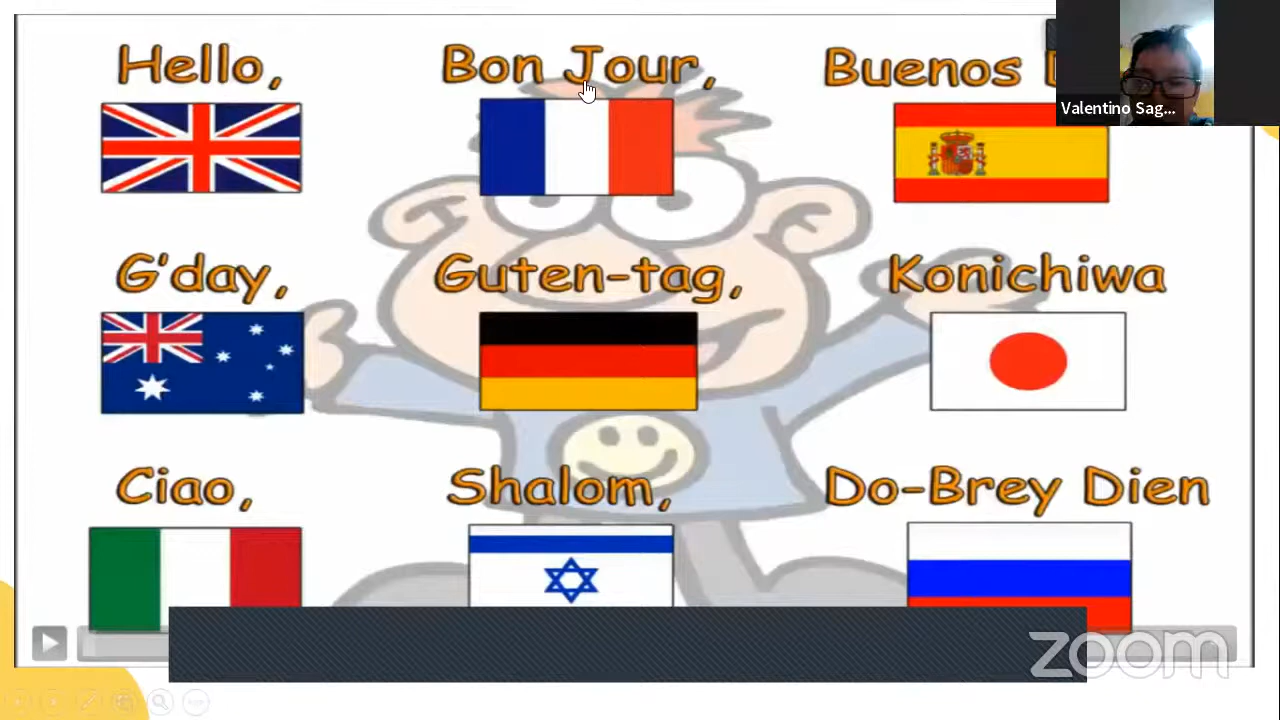 Hello, Bon Jour, Buenos
Valentino Sag...
G'day, Guten-tag, Konichiwa
Ciao, Shalom, Do-Brey Dien
zoom